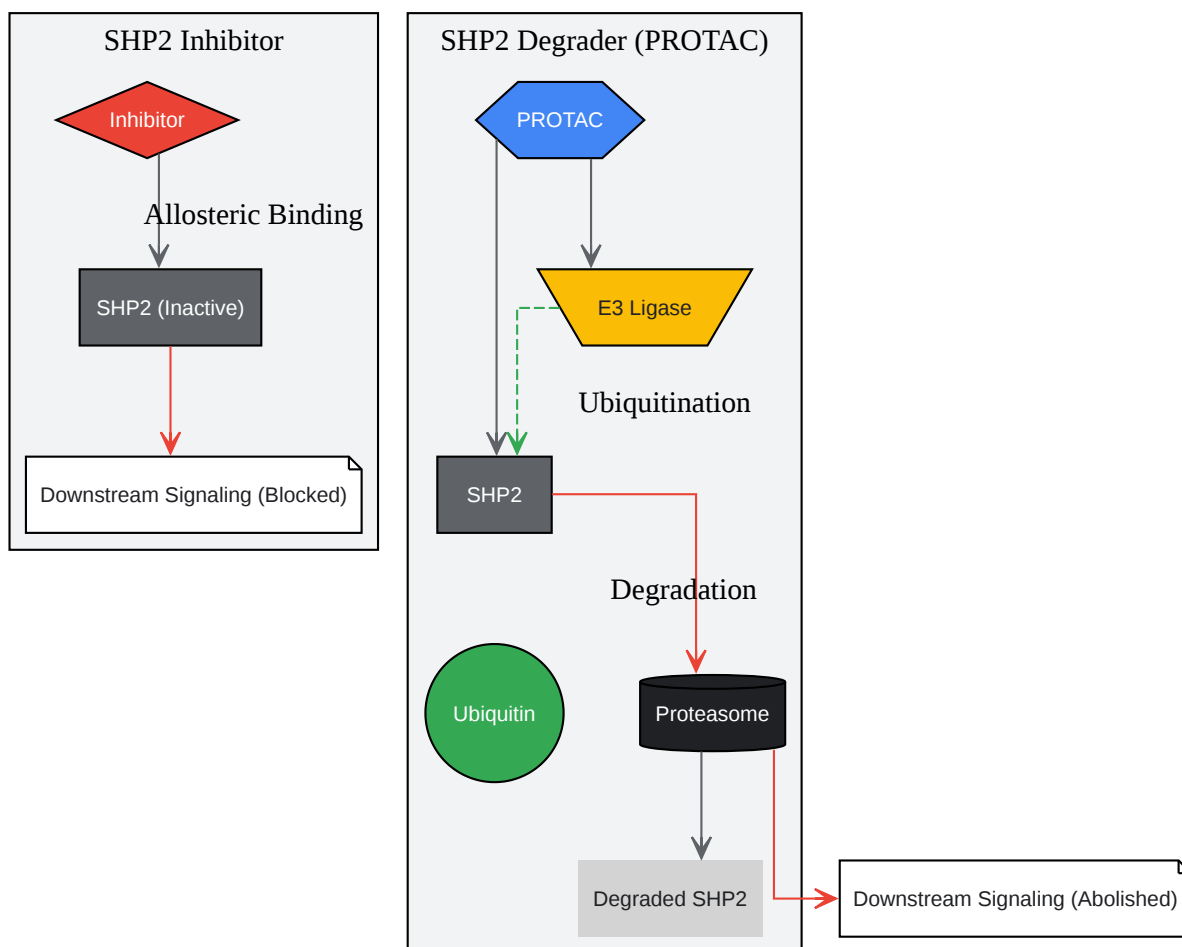 SHP2 Inhibitor
Inhibitor
Allosteric Binding
SHP2 (Inactive)
Downstream Signaling (Blocked)
SHP2 Degrader (PROTAC)
PROTAC
E3 Ligase
Ubiquitination
SHP2
Degradation
Ubiquitin
Proteasome
Degraded SHP2
Downstream Signaling (Abolished)